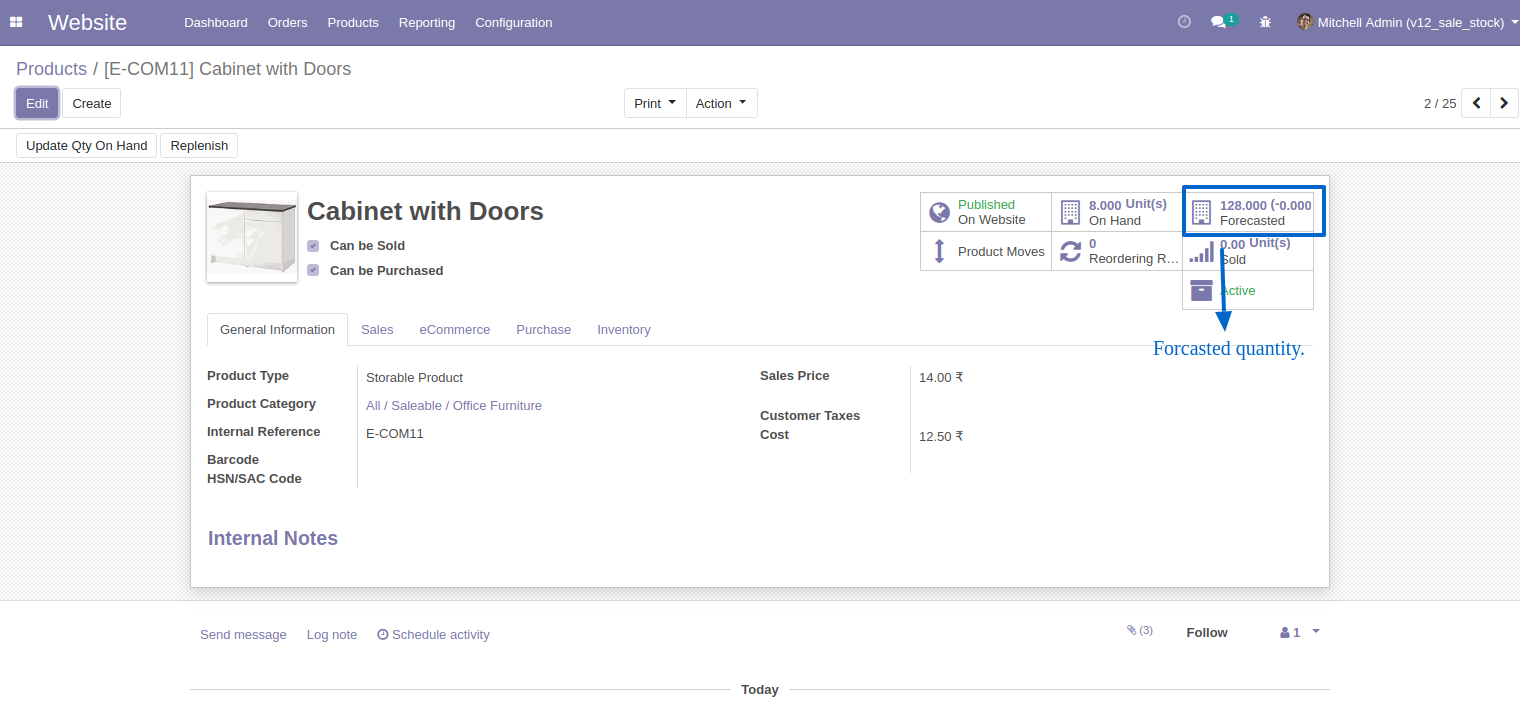 Website Dashboard Orders Products Reporting Configuration 1 Mitchell Admin (v12_sale_stock)
Products / [E-COM11] Cabinet with Doors
Edit Create Print Action 2 / 25
Update Qty On Hand Replenish
Cabinet with Doors
Can be Sold
Can be Purchased
Published
On Website
8.000 Unit(s)
On Hand
128.000 (-0.000
Forecasted
Product Moves
0
Reordering R...
0.00 Unit(s)
Sold
Active
Forcasted quantity.
General Information Sales eCommerce Purchase Inventory
Product Type Storable Product
Product Category All / Saleable / Office Furniture
Internal Reference E-COM11
Barcode
HSN/SAC Code
Sales Price 14.00 ₹
Customer Taxes
Cost 12.50 ₹
Internal Notes
Send message Log note Schedule activity (3) Follow 1
Today